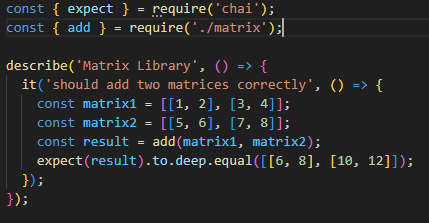 const { expect } = require('chai');
const { add } = require('./matrix');
describe('Matrix Library', () => {
  it('should add two matrices correctly', () => {
    const matrix1 = [[1, 2], [3, 4]];
    const matrix2 = [[5, 6], [7, 8]];
    const result = add(matrix1, matrix2);
    expect(result).to.deep.equal([[6, 8], [10, 12]]);
  });
});